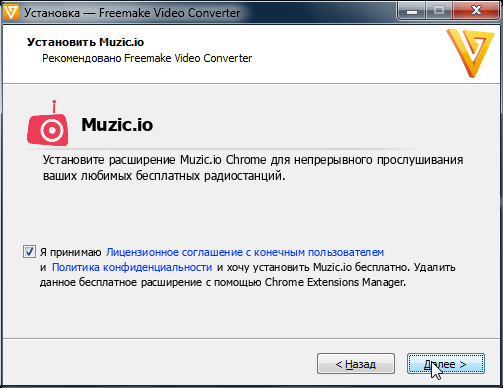 Установка — Freemake Video Converter
Установить Muzic.io
Рекомендовано Freemake Video Converter
Muzic.io
Установите расширение Muzic.io Chrome для непрерывного прослушивания
ваших любимых бесплатных радиостанций.
Я принимаю Лицензионное соглашение с конечным пользователем
и Политика конфиденциальности и хочу установить Muzic.io бесплатно. Удалить
данное бесплатное расширение с помощью Chrome Extensions Manager.
< Назад
Далее >